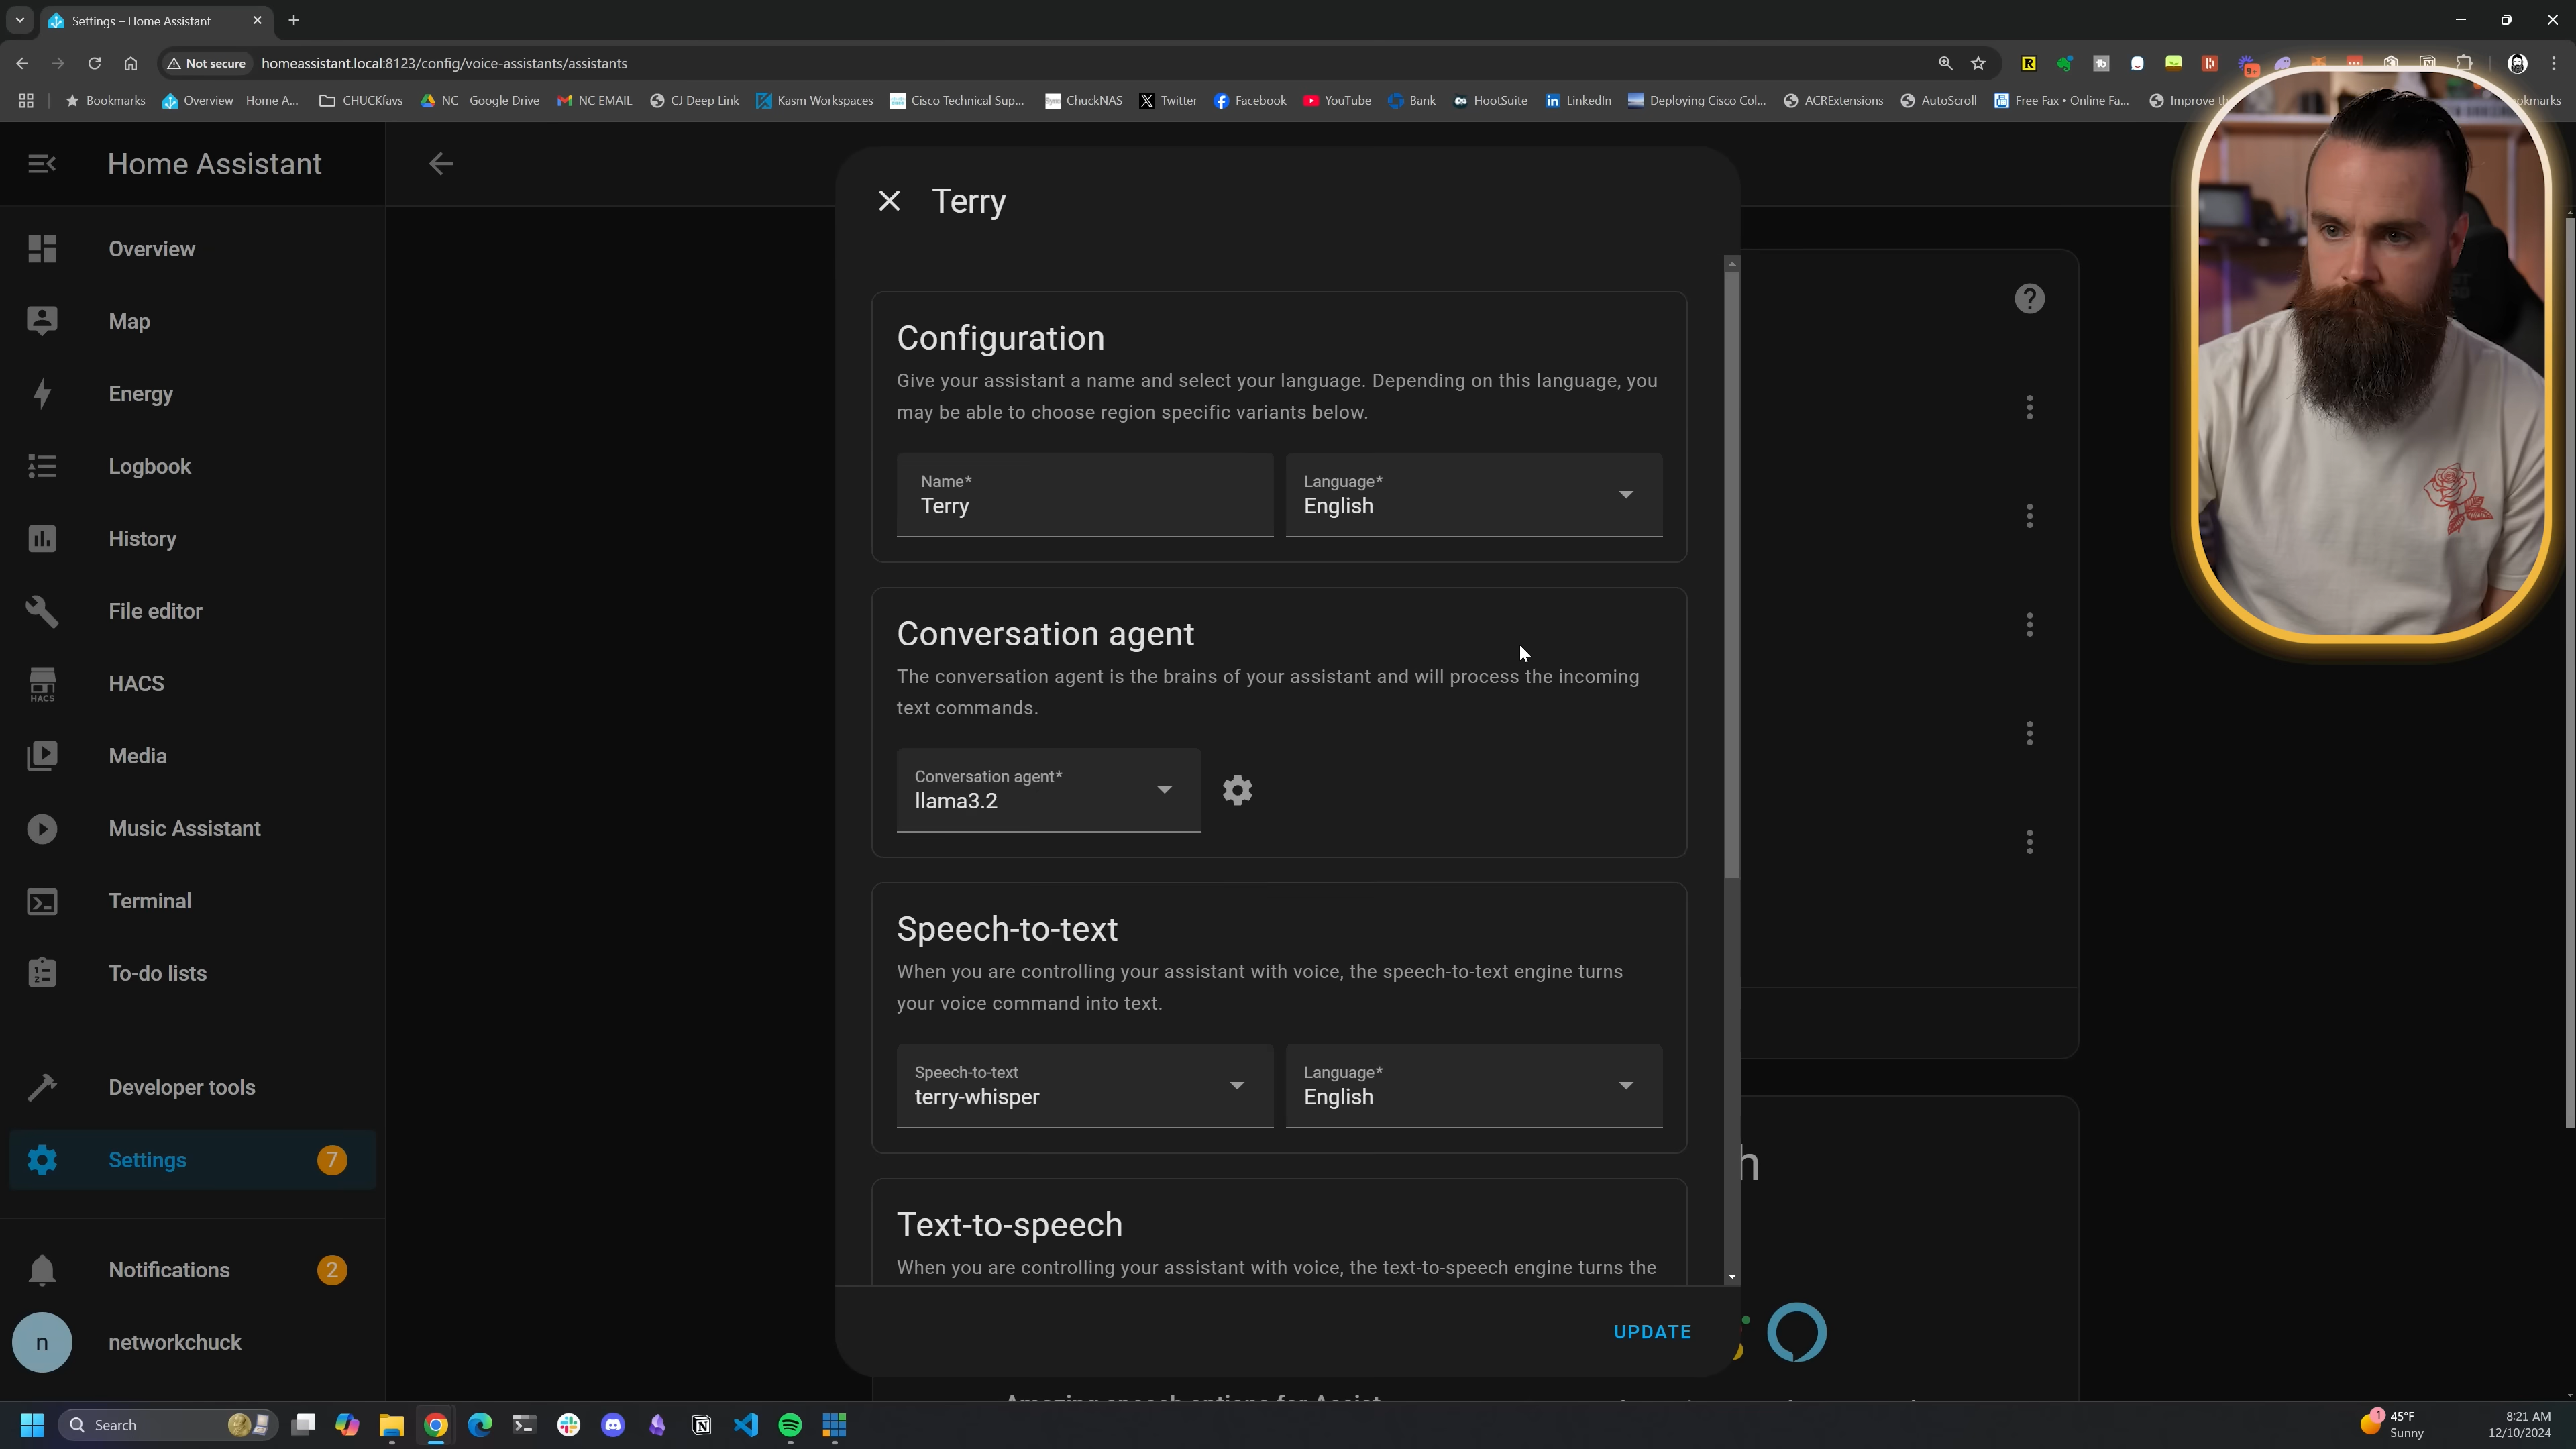 Settings – Home Assistant
Not secure
homeassistant.local:8123/config/voice-assistants/assistants
9+
Bookmarks
Overview – Home A...
CHUCKfavs
NC - Google Drive
NC EMAIL
CJ Deep Link
Kasm Workspaces
Cisco Technical Sup...
ChuckNAS
Twitter
Facebook
YouTube
Bank
HootSuite
LinkedIn
Deploying Cisco Col...
ACRExtensions
AutoScroll
Free Fax • Online Fa...
Improve
Home Assistant
Overview
Map
Energy
Logbook
History
File editor
HACS
HACS
Media
Music Assistant
Terminal
To-do lists
Developer tools
Settings
7
Notifications
2
n
networkchuck
Terry
Configuration
Give your assistant a name and select your language. Depending on this language, you
may be able to choose region specific variants below.
Name*
Terry
Language*
English
Conversation agent
The conversation agent is the brains of your assistant and will process the incoming
text commands.
Conversation agent*
llama3.2
Speech-to-text
When you are controlling your assistant with voice, the speech-to-text engine turns
your voice command into text.
Speech-to-text
terry-whisper
Language*
English
Text-to-speech
When you are controlling your assistant with voice, the text-to-speech engine turns the
UPDATE
h
Search
1
45°F
Sunny
8:21 AM
12/10/2024